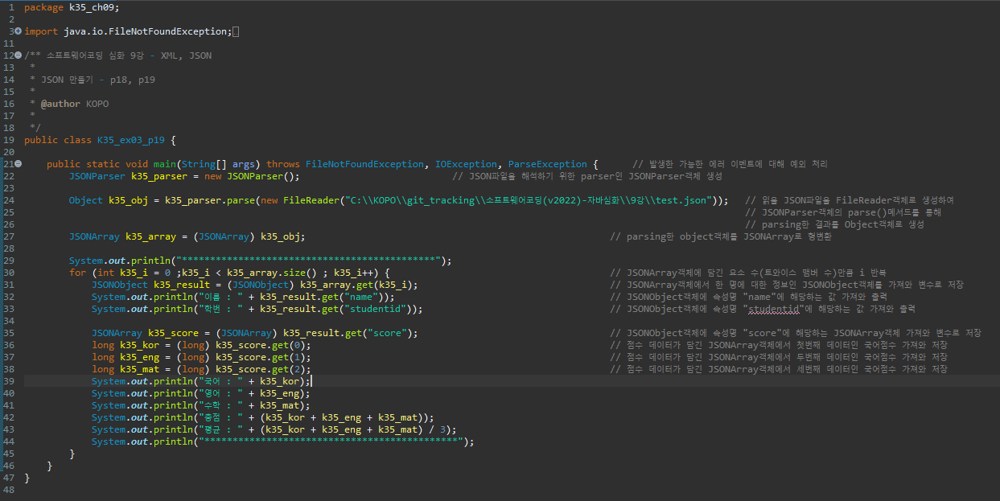 1 package k35_ch09;
2
3 import java.io.FileNotFoundException;
11
12 /** 소프트웨어코딩 심화 9강 - XML, JSON
13 *
14 * JSON 만들기 - p18, p19
15 *
16 * @author KOPO
17 *
18 */
19 public class K35_ex03_p19 {
20
21 public static void main(String[] args) throws FileNotFoundException, IOException, ParseException { // 발생한 가능한 에러 이벤트에 대해 예외 처리
22 JSONParser k35_parser = new JSONParser(); // JSON파일을 해석하기 위한 parser인 JSONParser객체 생성
23
24 Object k35_obj = k35_parser.parse(new FileReader("C:\\KOPO\\git_tracking\\소프트웨어코딩(v2022)-자바심화\\9강\\test.json")); // 읽을 JSON파일을 FileReader객체로 생성하여
25 // JSONParser객체의 parse()메서드를 통해
26 // parsing한 결과를 Object객체로 생성
27 JSONArray k35_array = (JSONArray) k35_obj; // parsing한 object객체를 JSONArray로 형변환
28
29 System.out.println("*********************************************");
30 for (int k35_i = 0 ;k35_i < k35_array.size() ; k35_i++) { // JSONArray객체에 담긴 요소 수(트와이스 맴버 수)만큼 i 반복
31 JSONObject k35_result = (JSONObject) k35_array.get(k35_i); // JSONArray객체에서 한 명에 대한 정보인 JSONObject객체를 가져와 변수로 저장
32 System.out.println("이름 : " + k35_result.get("name")); // JSONObject객체에 속성명 "name"에 해당하는 값 가져와 출력
33 System.out.println("학번 : " + k35_result.get("studentid")); // JSONObject객체에 속성명 "studentid"에 해당하는 값 가져와 출력
34
35 JSONArray k35_score = (JSONArray) k35_result.get("score"); // JSONObject객체에 속성명 "score"에 해당하는 JSONArray객체 가져와 변수로 저장
36 long k35_kor = (long) k35_score.get(0); // 점수 데이터가 담긴 JSONArray객체에서 첫번째 데이터인 국어점수 가져와 저장
37 long k35_eng = (long) k35_score.get(1); // 점수 데이터가 담긴 JSONArray객체에서 두번째 데이터인 국어점수 가져와 저장
38 long k35_mat = (long) k35_score.get(2); // 점수 데이터가 담긴 JSONArray객체에서 세번째 데이터인 국어점수 가져와 저장
39 System.out.println("국어 : " + k35_kor);
40 System.out.println("영어 : " + k35_eng);
41 System.out.println("수학 : " + k35_mat);
42 System.out.println("총점 : " + (k35_kor + k35_eng + k35_mat));
43 System.out.println("평균 : " + (k35_kor + k35_eng + k35_mat) / 3);
44 System.out.println("*********************************************");
45 }
46 }
47 }
48